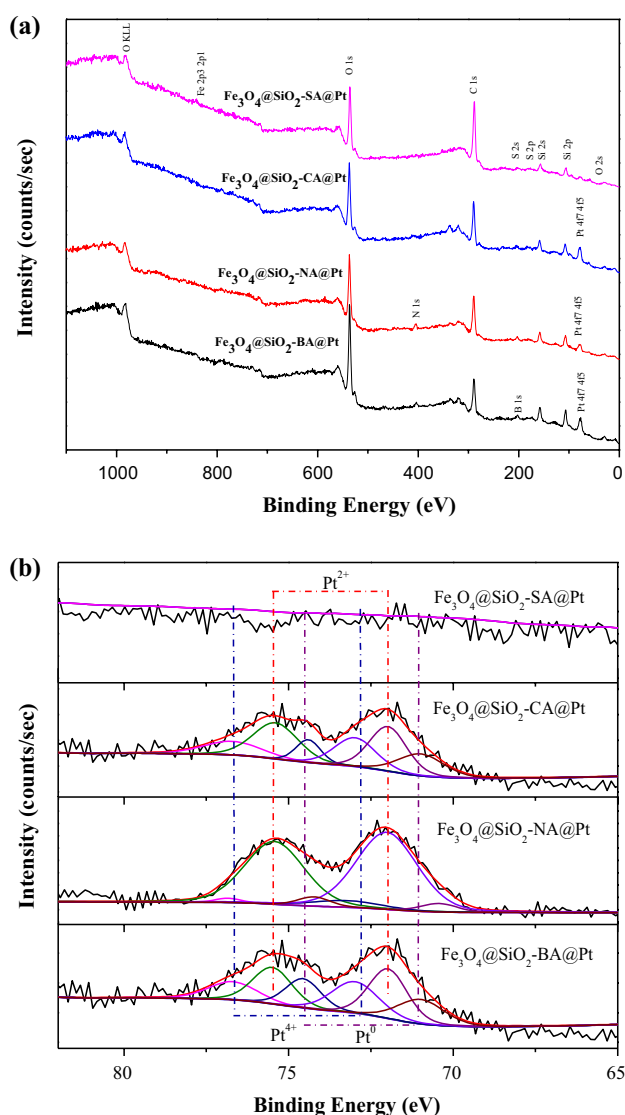 (a)
O KLL
Fe 2p3 2p1
Fe₃O₄@SiO₂-SA@Pt
O 1s
C 1s
S 2s
S 2p
Si 2s
Si 2p
O 2s
Fe₃O₄@SiO₂-CA@Pt
Pt 4f7 4f5
Fe₃O₄@SiO₂-NA@Pt
N 1s
Pt 4f7 4f5
Fe₃O₄@SiO₂-BA@Pt
B 1s
Pt 4f7 4f5
Intensity (counts/sec)
1000 800 600 400 200 0
Binding Energy (eV)
(b)
Pt²⁺
Fe₃O₄@SiO₂-SA@Pt
Fe₃O₄@SiO₂-CA@Pt
Fe₃O₄@SiO₂-NA@Pt
Fe₃O₄@SiO₂-BA@Pt
Pt⁴⁺ Pt⁰
Intensity (counts/sec)
80 75 70 65
Binding Energy (eV)